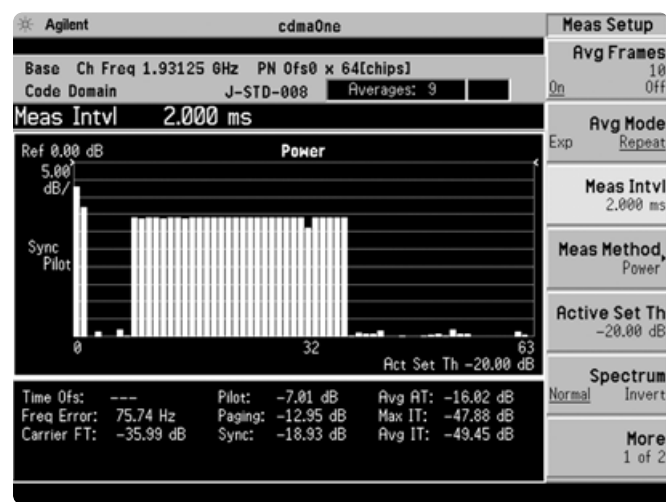 Agilent
cdmaOne
Base Ch Freq 1.93125 GHz PN Ofs0 x 64[chips]
Code Domain J-STD-008 Averages: 9
Meas Intvl 2.000 ms
Ref 0.00 dB Power
5.00
dB/
Sync
Pilot
0 32 63
Act Set Th -20.00 dB
Time Ofs: --- Pilot: -7.01 dB Avg AT: -16.02 dB
Freq Error: 75.74 Hz Paging: -12.95 dB Max IT: -47.88 dB
Carrier FT: -35.99 dB Sync: -18.93 dB Avg IT: -49.45 dB
Meas Setup
Avg Frames
10
On Off
Avg Mode
Exp Repeat
Meas Intvl
2.000 ms
Meas Method
Power
Active Set Th
-20.00 dB
Spectrum
Normal Invert
More
1 of 2